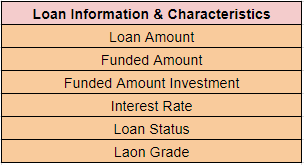 Loan Information & Characteristics
Loan Amount
Funded Amount
Funded Amount Investment
Interest Rate
Loan Status
Laon Grade